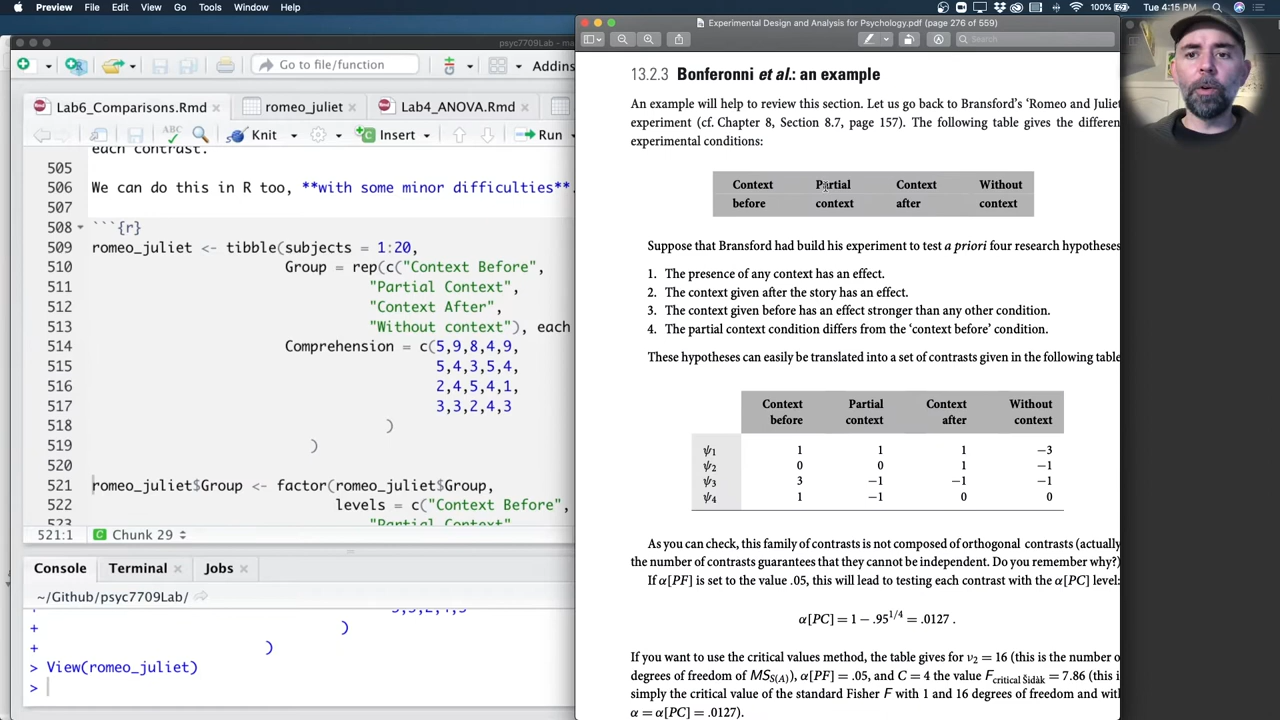 Preview File Edit View Go Tools Window Help
100% Tue 4:15 PM
psyc7709Lab - ma
Go to file/function
Addins
Lab6_Comparisons.Rmd romeo_juliet Lab4_ANOVA.Rmd
ABC Knit Insert Run
each contrast.
505
506 We can do this in R too, **with some minor difficulties**.
507
508 ```{r}
509 romeo_juliet <- tibble(subjects = 1:20,
510 Group = rep(c("Context Before",
511 "Partial Context",
512 "Context After",
513 "Without context"), each
514 Comprehension = c(5,9,8,4,9,
515 5,4,3,5,4,
516 2,4,5,4,1,
517 3,3,2,4,3
518 )
519 )
520
521 romeo_juliet$Group <- factor(romeo_juliet$Group,
522 levels = c("Context Before",
523 "Partial Context"
521:1 Chunk 29
Console Terminal Jobs
~/Github/psyc7709Lab/
3,3,2,4,3
+ )
+ )
> View(romeo_juliet)
>
Experimental Design and Analysis for Psychology.pdf (page 276 of 559)
Search
13.2.3 Bonferonni et al.: an example
An example will help to review this section. Let us go back to Bransford's 'Romeo and Juliet
experiment (cf. Chapter 8, Section 8.7, page 157). The following table gives the differen
experimental conditions:
Context Partial Context Without
before context after context
Suppose that Bransford had build his experiment to test a priori four research hypotheses
1. The presence of any context has an effect.
2. The context given after the story has an effect.
3. The context given before has an effect stronger than any other condition.
4. The partial context condition differs from the 'context before' condition.
These hypotheses can easily be translated into a set of contrasts given in the following table
Context Partial Context Without
before context after context
ψ1 1 1 1 −3
ψ2 0 0 1 −1
ψ3 3 −1 −1 −1
ψ4 1 −1 0 0
As you can check, this family of contrasts is not composed of orthogonal contrasts (actually
the number of contrasts guarantees that they cannot be independent. Do you remember why?)
If α[PF] is set to the value .05, this will lead to testing each contrast with the α[PC] level:
α[PC] = 1 − .95^1/4 = .0127 .
If you want to use the critical values method, the table gives for ν2 = 16 (this is the number o
degrees of freedom of MS_S(A)), α[PF] = .05, and C = 4 the value F_critical Šidàk = 7.86 (this i
simply the critical value of the standard Fisher F with 1 and 16 degrees of freedom and with
α = α[PC] = .0127).